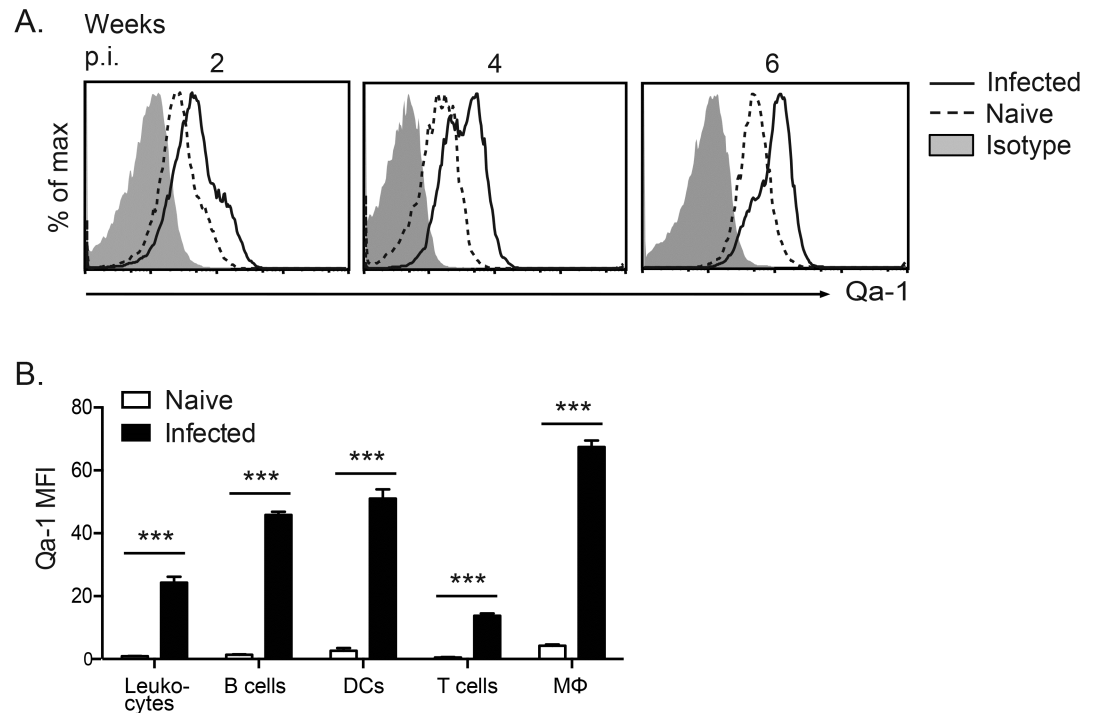 A.
Weeks
p.i.
2
4
6
Infected
Naive
Isotype
% of max
Qa-1
B.
Naive
Infected
Qa-1 MFI
80
60
40
20
0
***
***
***
***
***
Leuko-
cytes
B cells
DCs
T cells
MΦ